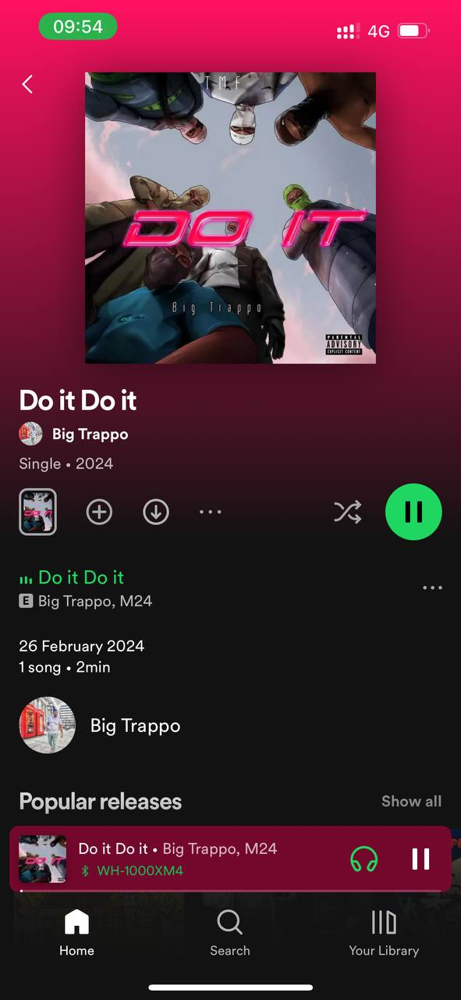 09:54
4G
TMF
DO IT
Big Trappo
PARENTAL
ADVISORY
EXPLICIT CONTENT
Do it Do it
Big Trappo
Single • 2024
Do it Do it
E Big Trappo, M24
26 February 2024
1 song • 2min
Big Trappo
Popular releases
Show all
Do it Do it • Big Trappo, M24
WH-1000XM4
Home
Search
Your Library